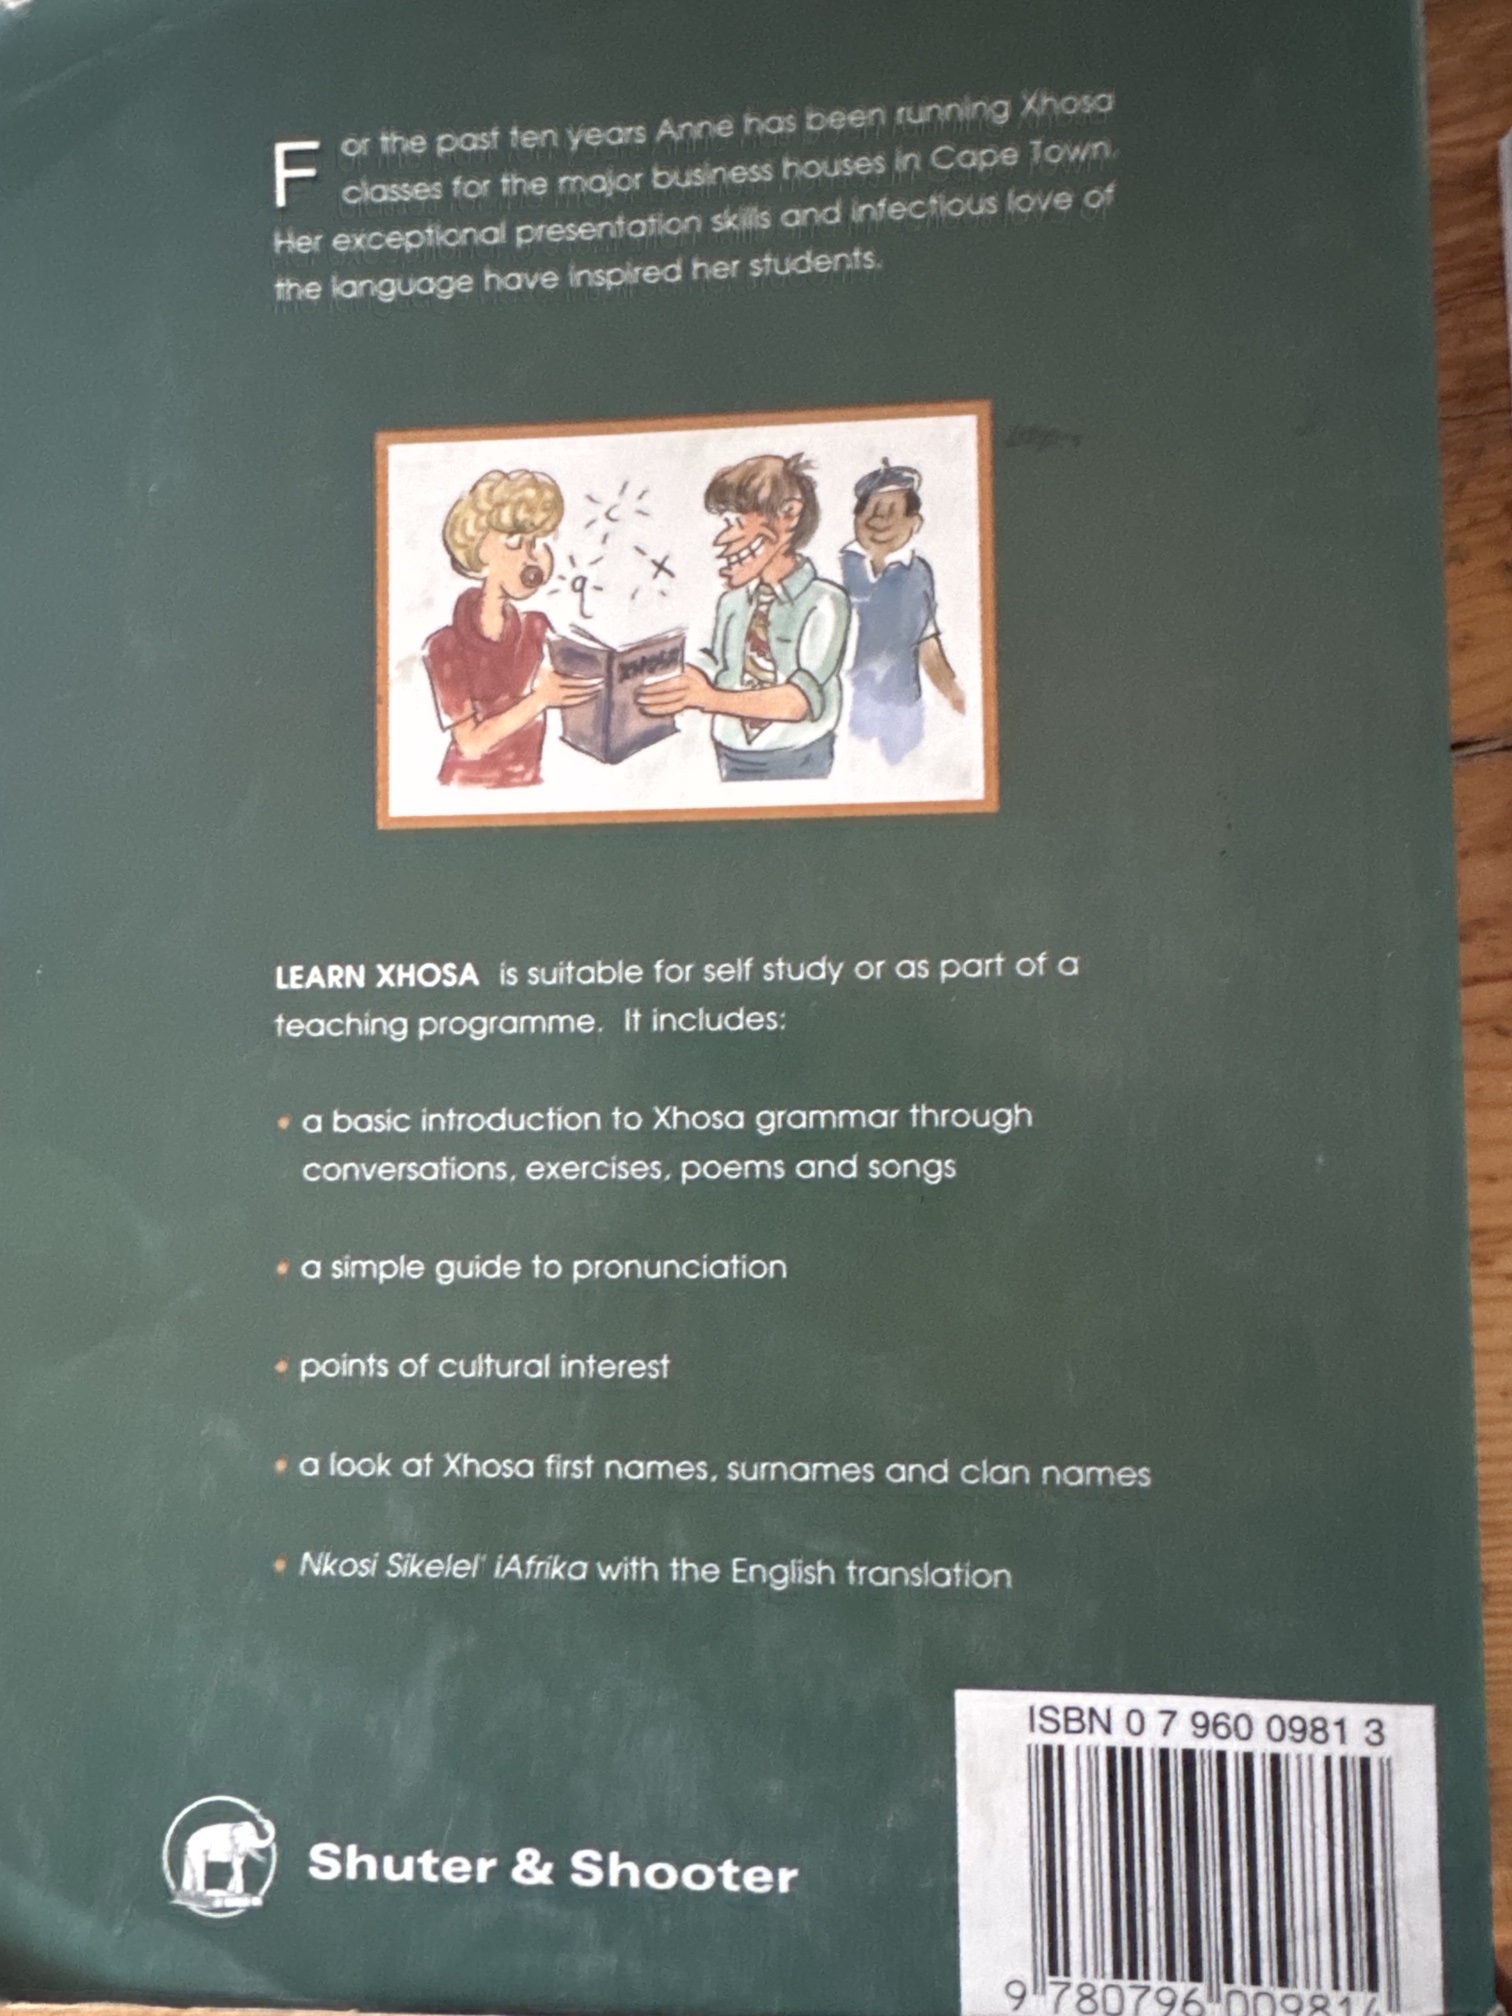 For the past ten years Anne has been running Xhosa
classes for the major business houses in Cape Town.
Her exceptional presentation skills and infectious love of
the language have inspired her students.
c
x
q
XHOSA
LEARN XHOSA is suitable for self study or as part of a
teaching programme. It includes:
• a basic introduction to Xhosa grammar through
conversations, exercises, poems and songs
• a simple guide to pronunciation
• points of cultural interest
• a look at Xhosa first names, surnames and clan names
• Nkosi Sikelel' iAfrika with the English translation
ISBN 0 7 960 0981 3
Shuter & Shooter
9 780796 009814